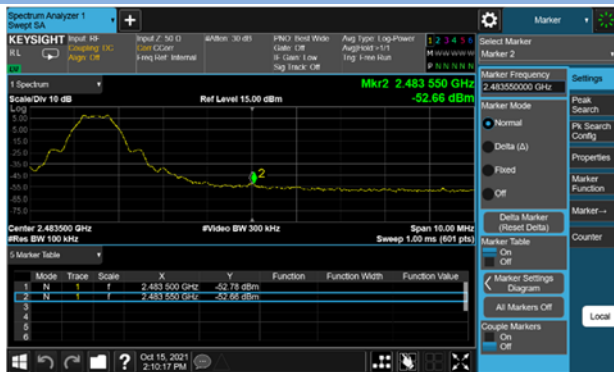 Spectrum Analyzer 1
Swept SA
Marker
KEYSIGHT
Input: RF
Input Z: 50 Ω
#Atten: 30 dB
PNO: Best Wide
Avg Type: Log-Power
1 2 3 4 5 6
RL
Coupling: DC
Corr CCorr
Gate: Off
Avg|Hold:>1/1
M W W W W W
Align: Off
Freq Ref: Internal
IF Gain: Low
Trig: Free Run
Sig Track: Off
P N N N N N
Select Marker
Marker 2
1 Spectrum
Mkr2 2.483 550 GHz
Scale/Div 10 dB
Ref Level 15.00 dBm
-52.66 dBm
Log
5.00
-5.00
-15.0
-25.0
-35.0
-45.0
-55.0
-65.0
-75.0
2
Center 2.483500 GHz
#Video BW 300 kHz
Span 10.00 MHz
#Res BW 100 kHz
Sweep 1.00 ms (601 pts)
5 Marker Table
Mode Trace Scale X Y Function Function Width Function Value
1 N 1 f 2.483 500 GHz -52.78 dBm
2 N 1 f 2.483 550 GHz -52.66 dBm
3
4
5
6
Marker Frequency
2.483550000 GHz
Marker Mode
Normal
Delta (Δ)
Fixed
Off
Delta Marker
(Reset Delta)
Marker Table
On
Off
Marker Settings
Diagram
All Markers Off
Couple Markers
On
Off
Settings
Peak
Search
Pk Search
Config
Properties
Marker
Function
Marker→
Counter
Local
Oct 15, 2021
2:10:17 PM